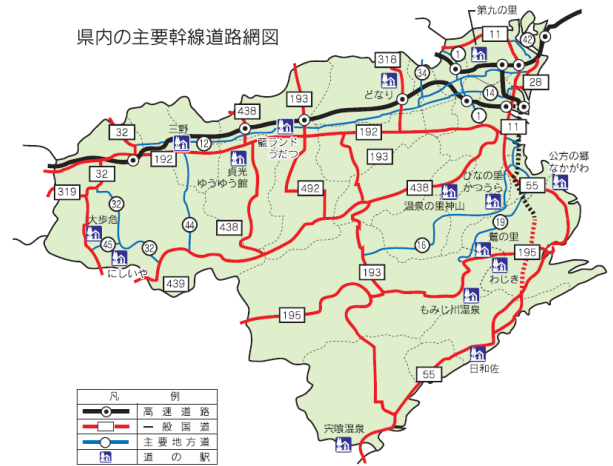 県内の主要幹線道路網図
第九の里
11
42
1
318
34
28
どなり
14
193
438
1
32
三野
12
藍ランド
うだつ
192
11
192
貞光
ゆうゆう館
193
ひなの里
かつうら
公方の郷
なかがわ
32
319
492
438
温泉の里神山
55
32
大歩危
44
438
19
鷲の里
45
32
16
にしいや
195
439
193
わじき
もみじ川温泉
195
日和佐
55
宍喰温泉
凡例
高速道路
一般国道
主要地方道
道の駅